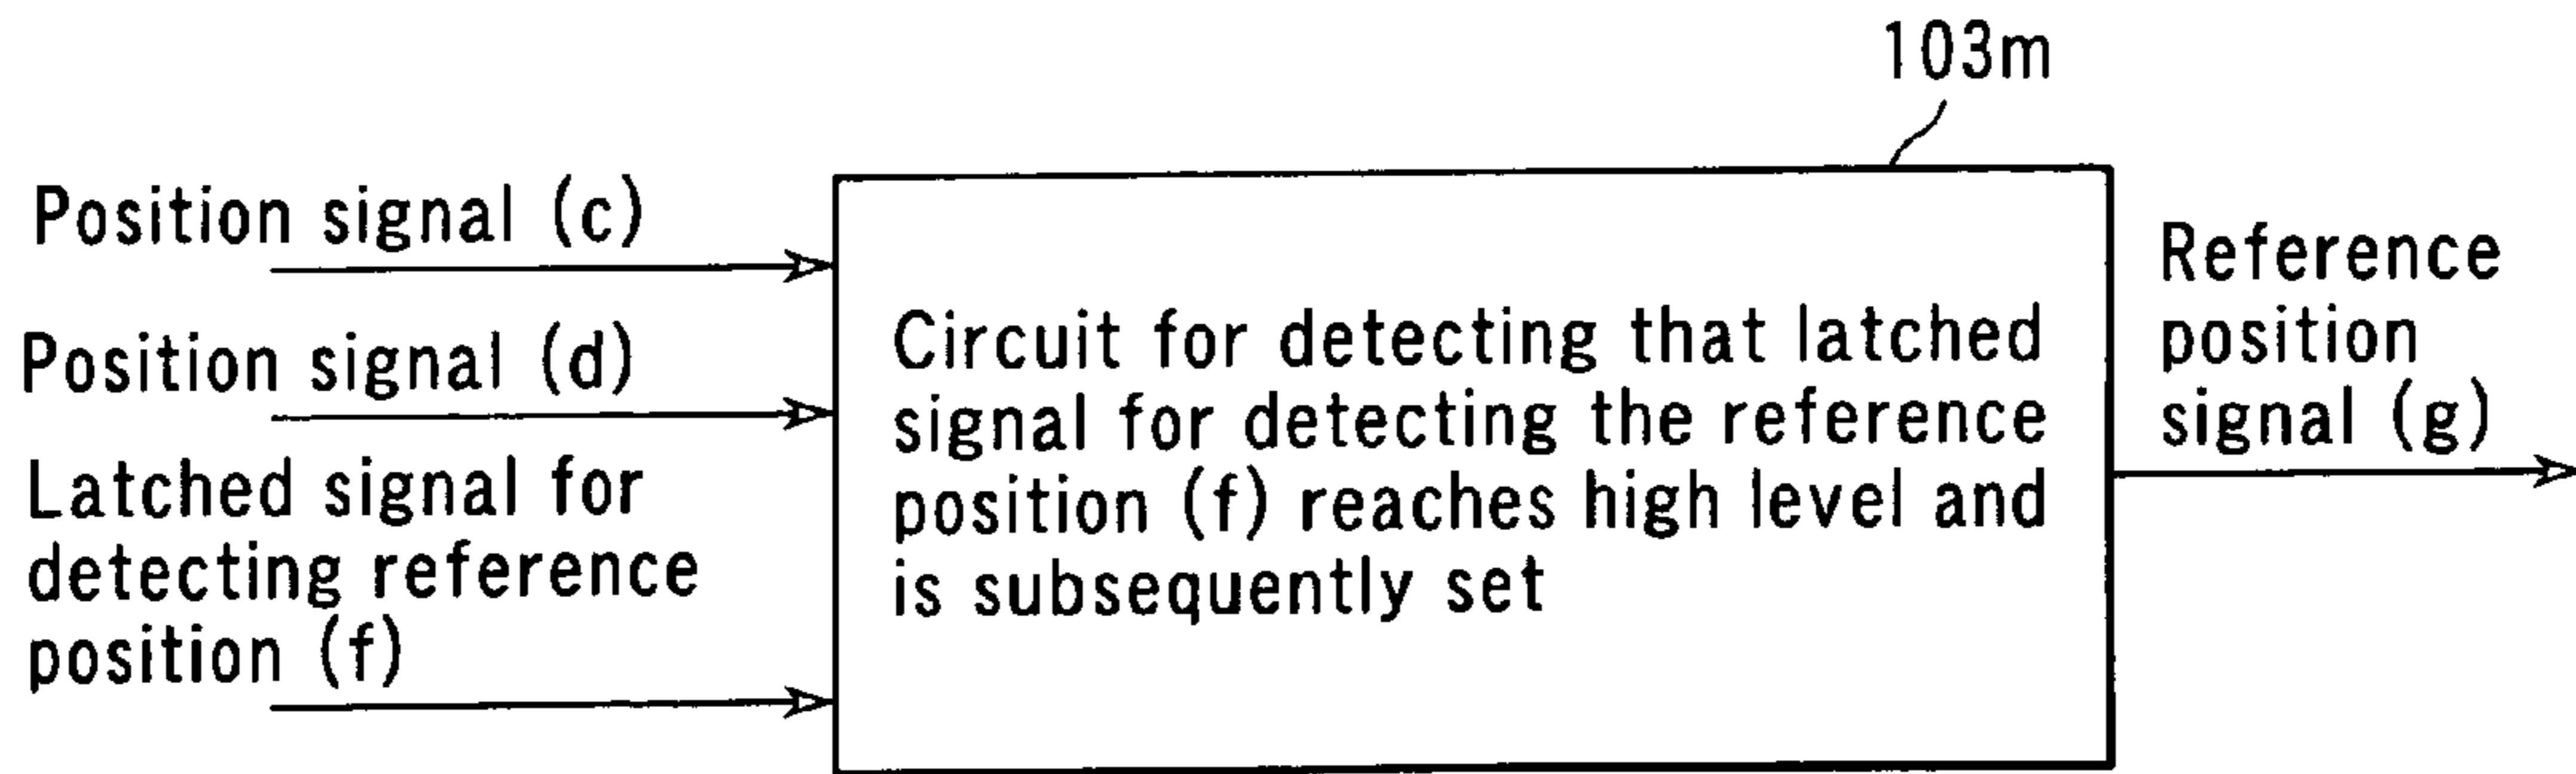 103m
Position signal (c)
Position signal (d)
Latched signal for
detecting reference
position (f)
Circuit for detecting that latched
signal for detecting the reference
position (f) reaches high level and
is subsequently set
Reference
position
signal (g)